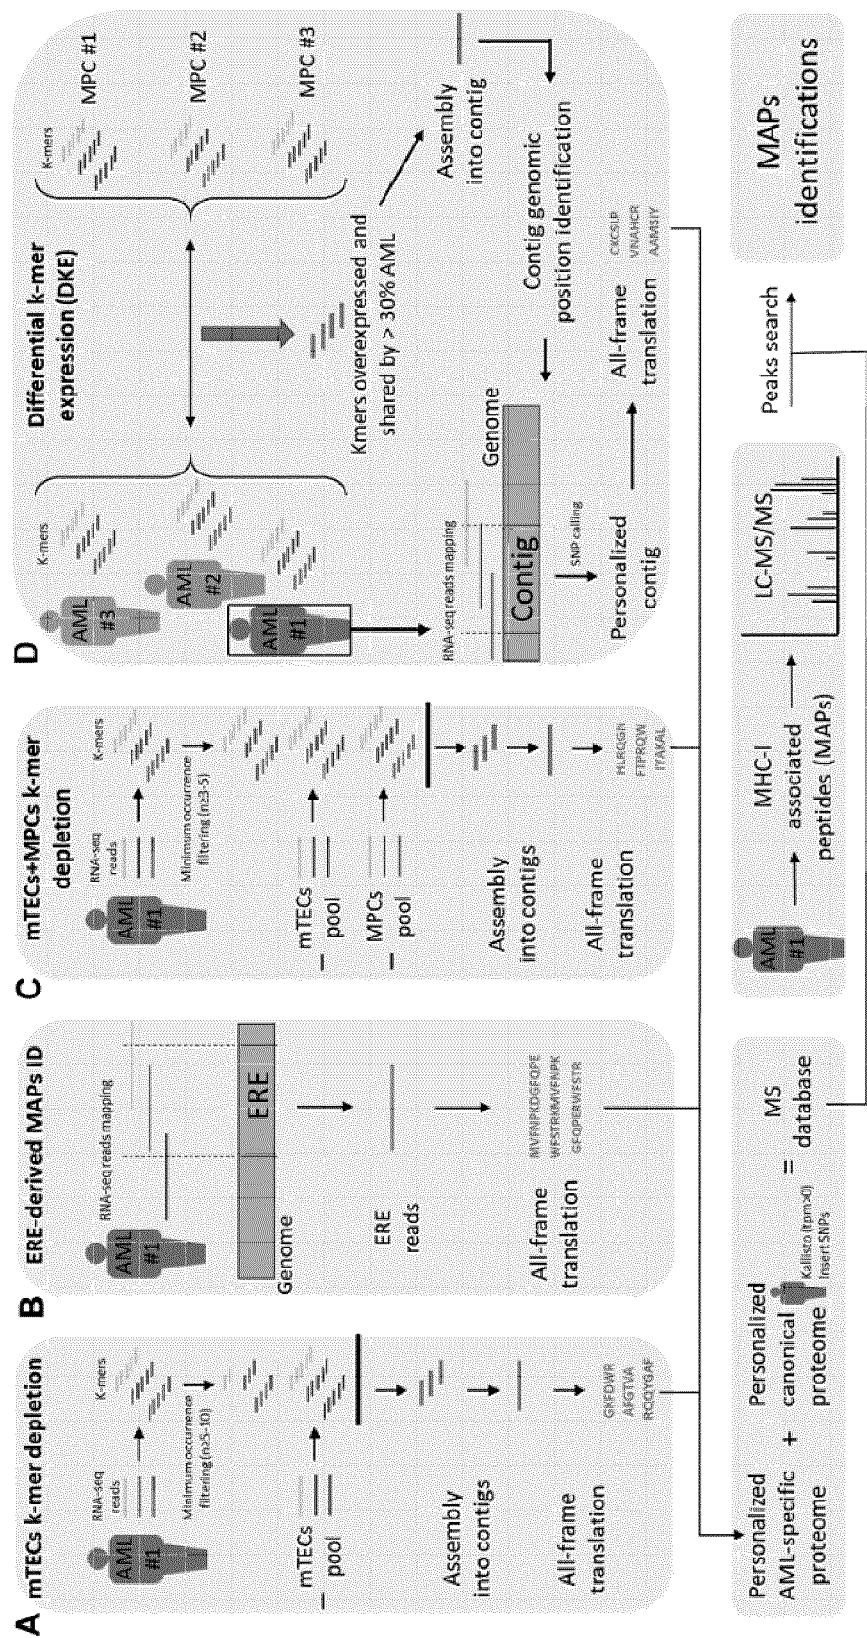 A mTECs k-mer depletion
AML
#1
RNA-seq
reads
K-mers
Minimum occurrence
filtering (n≥5-10)
mTECs
pool
Assembly
into contigs
All-frame
translation
GKFDWR
AFGTVA
RQQYGAF
B ERE-derived MAPs ID
AML
#1
RNA-seq reads mapping
ERE
Genome
ERE
reads
All-frame
translation
MVFNPKDGFQPE
WFSTRKMVFNPK
GFQPERWFSTR
C mTECs+MPCs k-mer
depletion
AML
#1
RNA-seq
reads
K-mers
Minimum occurrence
filtering (n≥3-5)
mTECs
pool
MPCs
pool
Assembly
into contigs
All-frame
translation
HLRQGN
FTPRQW
IYAKAL
D
Differential k-mer
expression (DKE)
K-mers
AML
#3
AML
#2
AML
#1
K-mers
MPC #1
MPC #2
MPC #3
Kmers overexpressed and
shared by > 30% AML
Assembly
into contig
Contig genomic
position identification
RNA-seq reads mapping
Genome
Contig
SNP calling
Personalized
contig
All-frame
translation
CKCSLP
VNAHCR
AAMSIY
Personalized
AML-specific
proteome
+
Personalized
canonical
proteome
Kallisto (tpm>0)
Insert SNPs
=
MS
database
AML
#1
MHC-I
associated
peptides (MAPs)
LC-MS/MS
Peaks search
MAPs
identifications